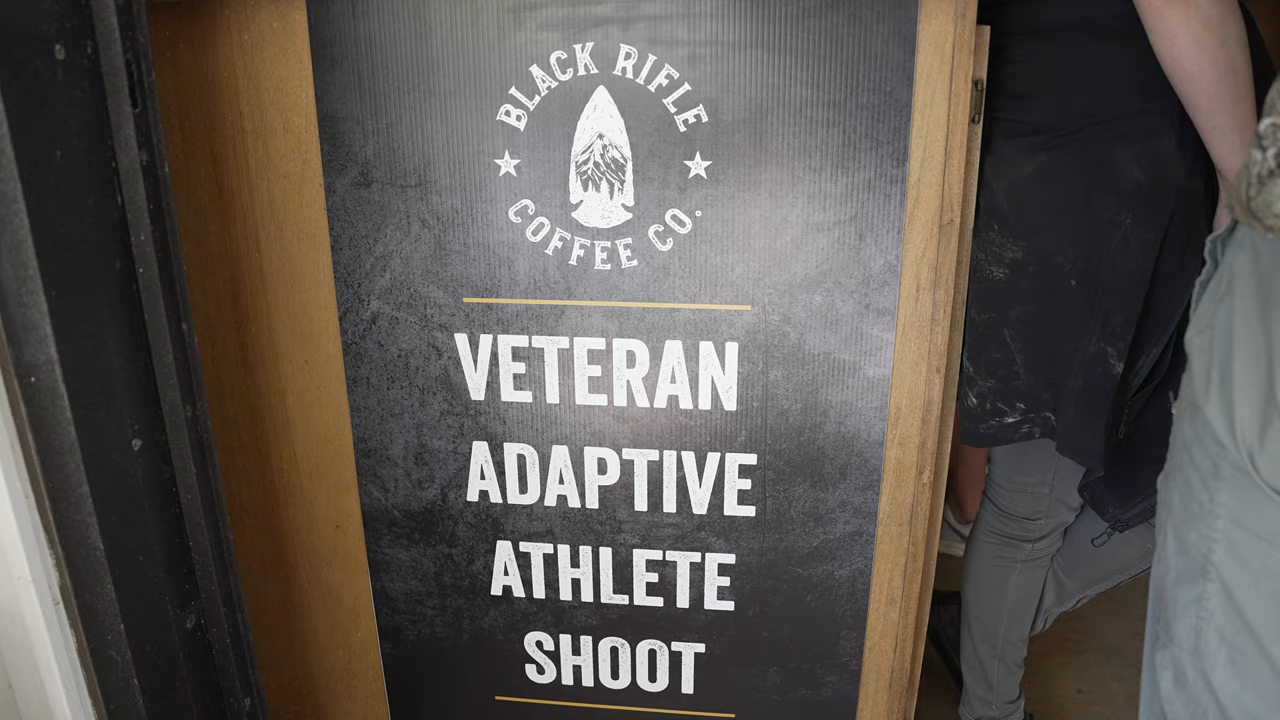 BLACK RIFLE
COFFEE CO.
VETERAN
ADAPTIVE
ATHLETE
SHOOT